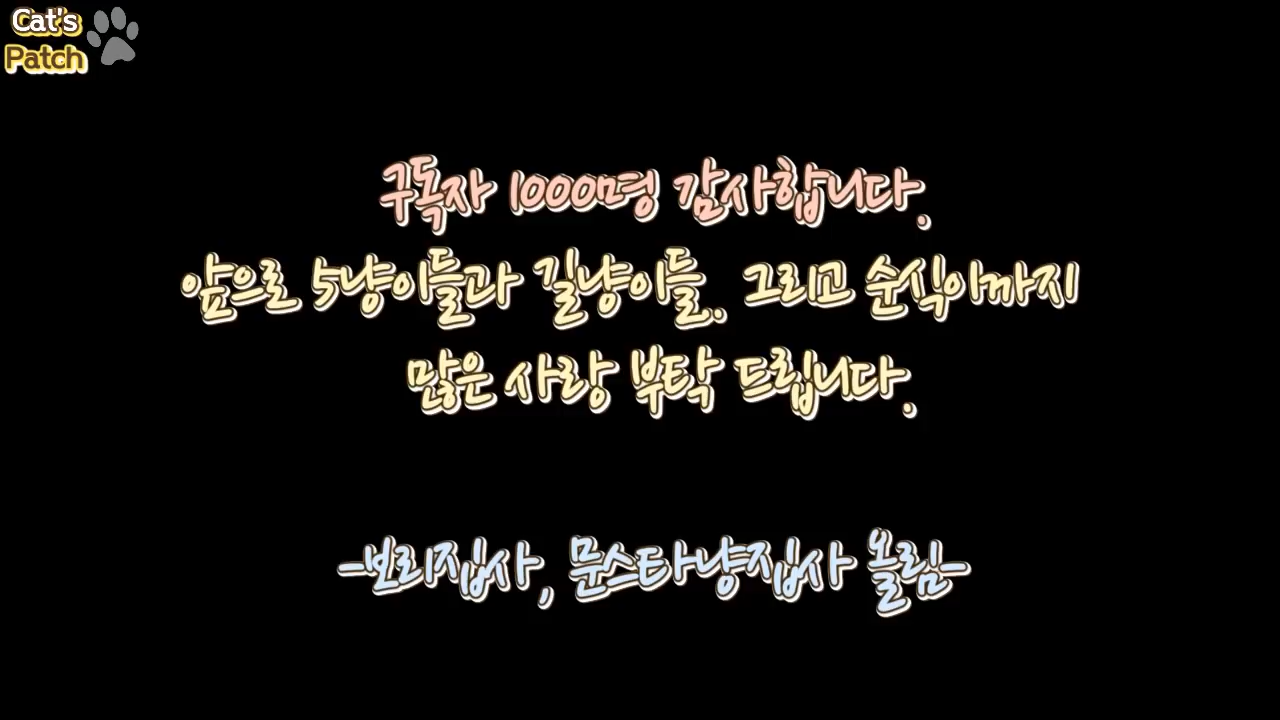 Cat's
Patch
구독자 1000명 감사합니다.
앞으로 5냥이들과 길냥이들.. 그리고 순식이까지
많은 사랑 부탁 드립니다.
-보리집사, 문스타냥집사 올림-